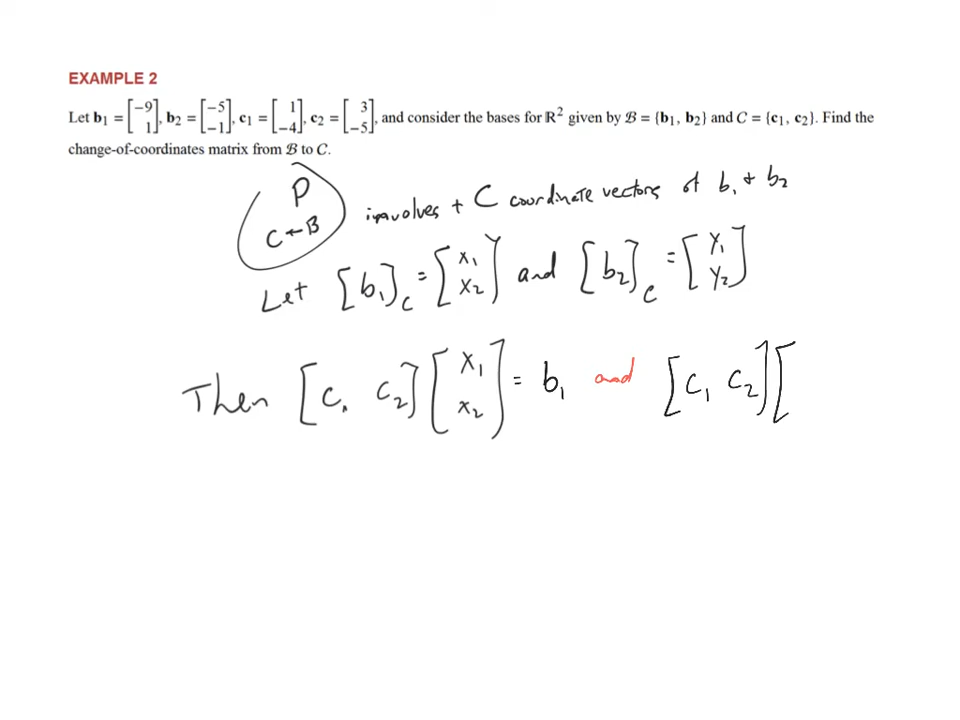 EXAMPLE 2
Let b₁ = [−9 1], b₂ = [−5 −1], c₁ = [1 −4], c₂ = [3 −5], and consider the bases for ℝ² given by ℬ = {b₁, b₂} and C = {c₁, c₂}. Find the
change-of-coordinates matrix from ℬ to C.
P C←B involves + C coordinate vectors of b₁ + b₂
Let [b₁]_C = [x₁ x₂] and [b₂]_C = [y₁ y₂]
Then [c₁ c₂][x₁ x₂] = b₁ and [c₁ c₂][